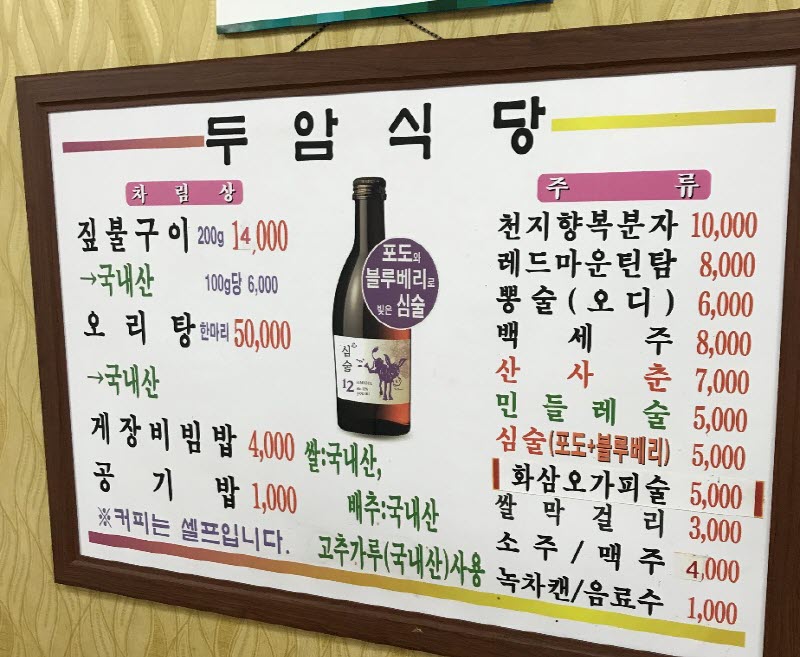 두암식당
차림상
짚불구이 200g 14,000
→국내산 100g당 6,000
오리탕 한마리 50,000
→국내산
게장비빔밥 4,000
공기밥 1,000
※커피는 셀프입니다.
포도와
블루베리로
빚은 심술
심술
12
쌀:국내산,
배추:국내산
고추가루(국내산)사용
주류
천지향복분자 10,000
레드마운틴탐 8,000
뽕술(오디) 6,000
백세주 8,000
산사춘 7,000
민들레술 5,000
심술(포도+블루베리) 5,000
화삼오가피술 5,000
쌀막걸리 3,000
소주/맥주 4,000
녹차캔/음료수 1,000